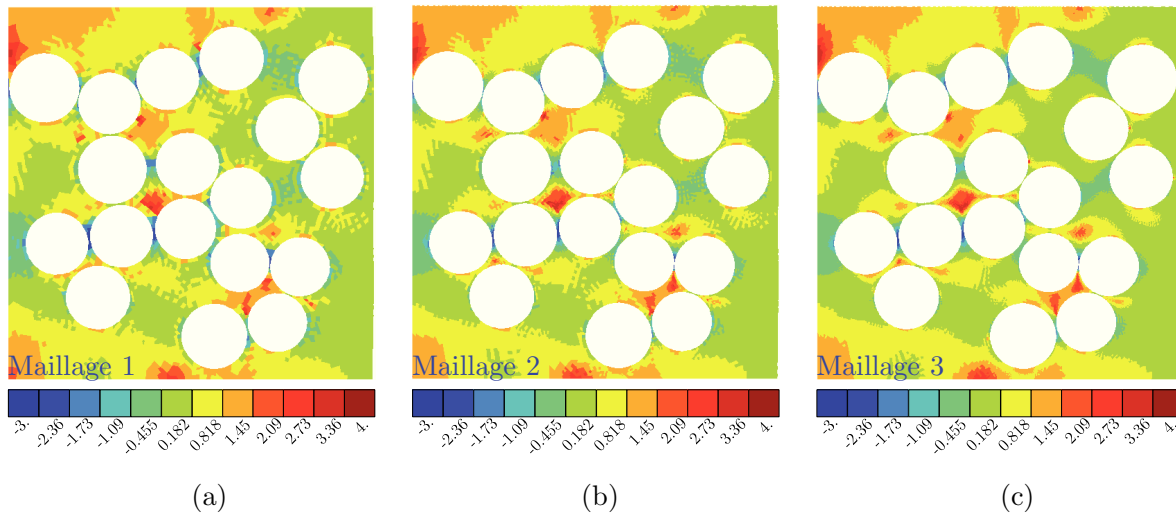 Maillage 1
Maillage 2
Maillage 3
-3. -2.36 -1.73 -1.09 -0.455 0.182 0.818 1.45 2.09 2.73 3.36 4.
-3. -2.36 -1.73 -1.09 -0.455 0.182 0.818 1.45 2.09 2.73 3.36 4.
-3. -2.36 -1.73 -1.09 -0.455 0.182 0.818 1.45 2.09 2.73 3.36 4.
(a)
(b)
(c)